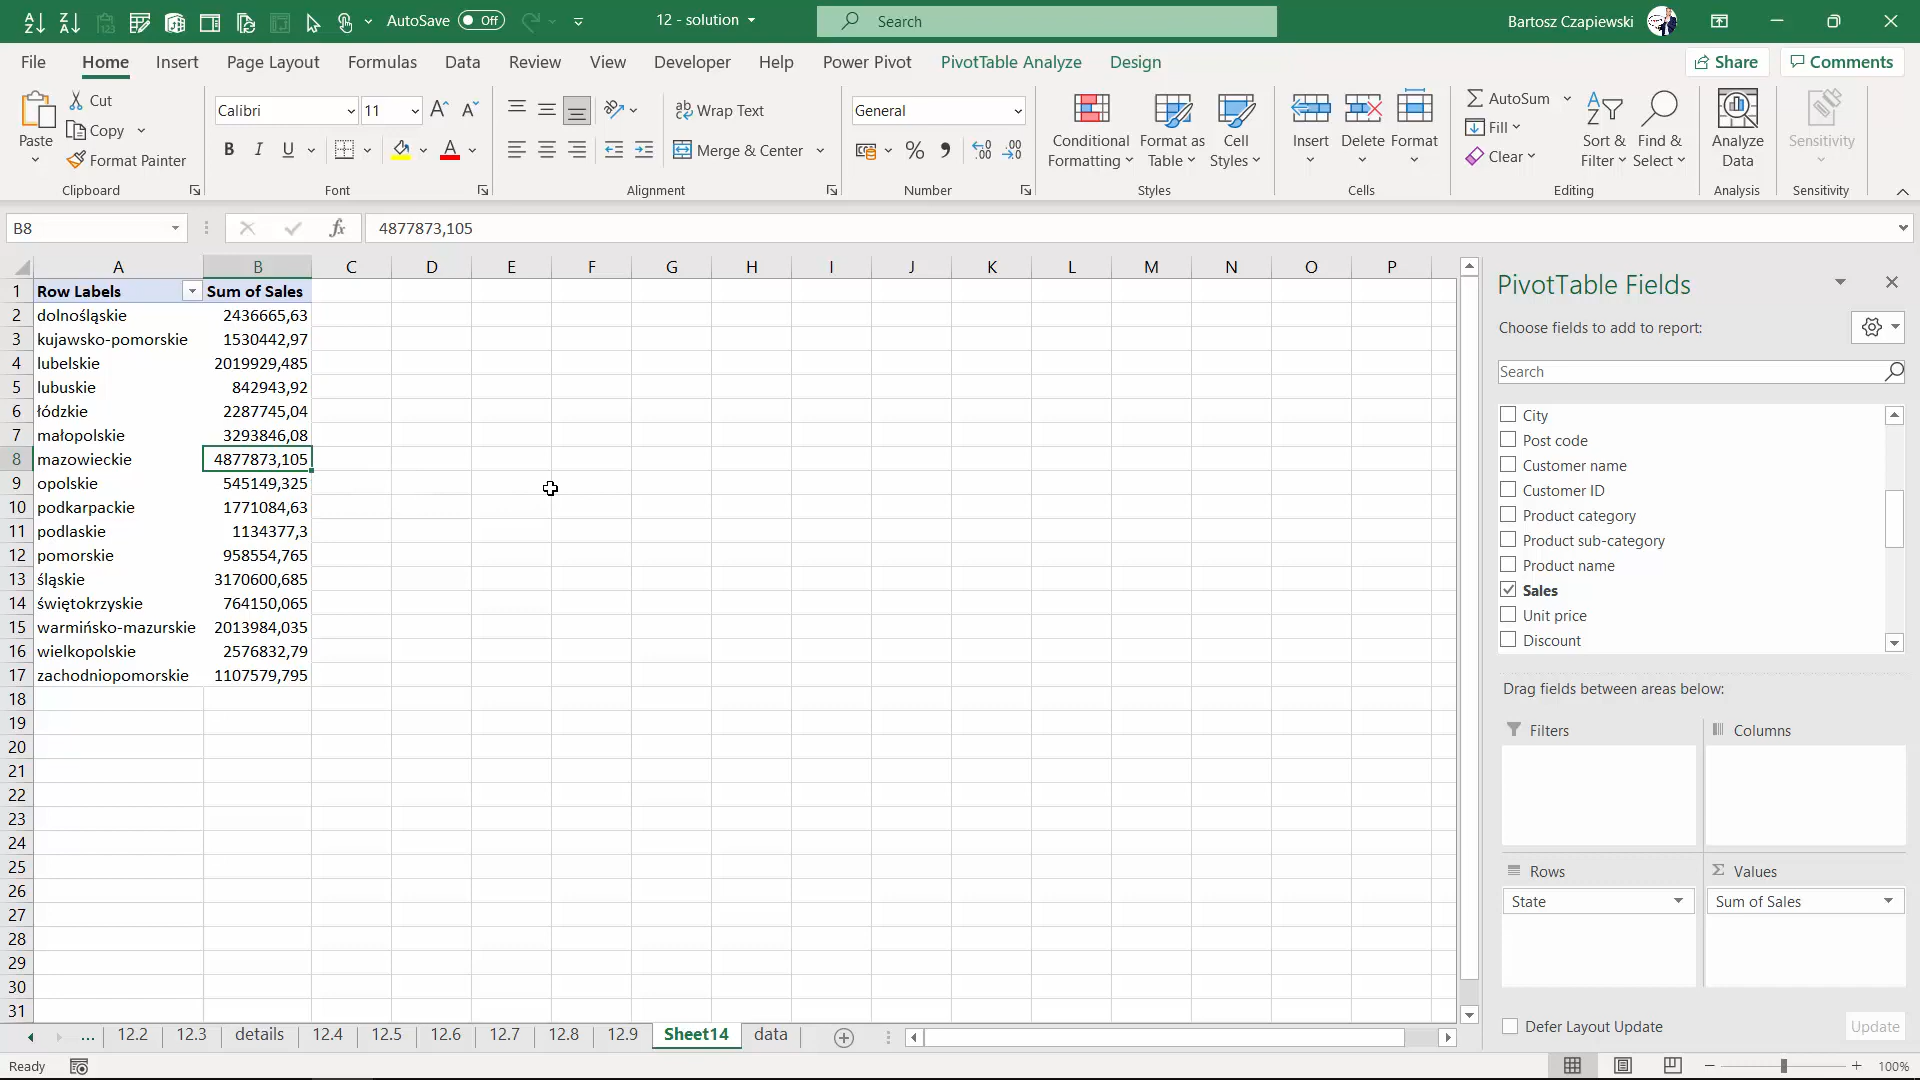 AutoSave Off 12 - solution Search Bartosz Czapiewski
File Home Insert Page Layout Formulas Data Review View Developer Help Power Pivot PivotTable Analyze Design Share Comments
Paste Cut Copy Format Painter Clipboard
Calibri 11 B I U A Font
ab Wrap Text Merge & Center Alignment
General % Number
Conditional Formatting Format as Table Cell Styles Styles
Insert Delete Format Cells
AutoSum Fill Clear Sort & Filter Find & Select Editing
Analyze Data Analysis
Sensitivity Sensitivity
B8 fx 4877873,105
A B C D E F G H I J K L M N O P
1 Row Labels Sum of Sales
2 dolnośląskie 2436665,63
3 kujawsko-pomorskie 1530442,97
4 lubelskie 2019929,485
5 lubuskie 842943,92
6 łódzkie 2287745,04
7 małopolskie 3293846,08
8 mazowieckie 4877873,105
9 opolskie 545149,325
10 podkarpackie 1771084,63
11 podlaskie 1134377,3
12 pomorskie 958554,765
13 śląskie 3170600,685
14 świętokrzyskie 764150,065
15 warmińsko-mazurskie 2013984,035
16 wielkopolskie 2576832,79
17 zachodniopomorskie 1107579,795
18
19
20
21
22
23
24
25
26
27
28
29
30
31
PivotTable Fields
Choose fields to add to report:
Search
City
Post code
Customer name
Customer ID
Product category
Product sub-category
Product name
Sales
Unit price
Discount
Drag fields between areas below:
Filters Columns
Rows Σ Values
State Sum of Sales
Defer Layout Update Update
... 12.2 12.3 details 12.4 12.5 12.6 12.7 12.8 12.9 Sheet14 data
Ready 100%